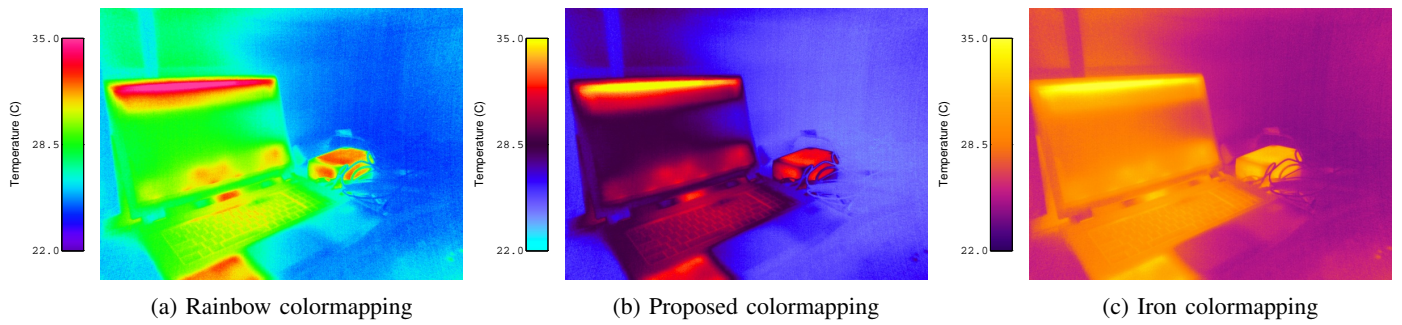 35.0
28.5
22.0
Temperature (C)
35.0
28.5
22.0
Temperature (C)
35.0
28.5
22.0
Temperature (C)
(a) Rainbow colormapping
(b) Proposed colormapping
(c) Iron colormapping